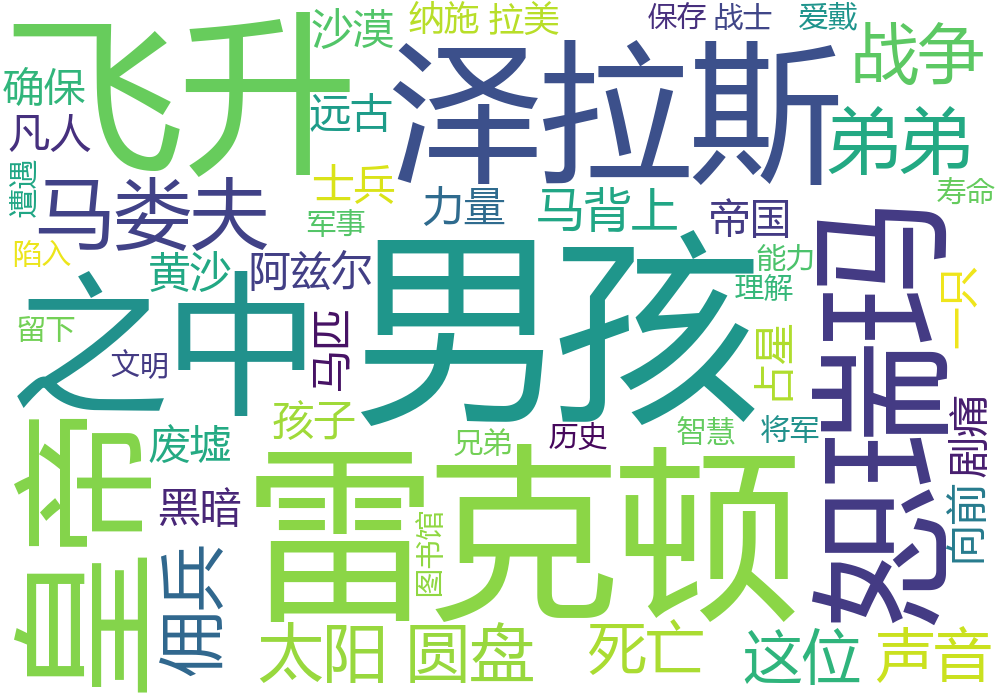 飞升
沙漠
纳施
拉美
保存
战士
爱戴
确保
凡人
远古
泽拉斯
战争
弟弟
遭遇
马娄夫
士兵
军事
力量
马背上
帝国
寿命
陷入
黄沙
阿兹尔
男孩
能力
理解
恕瑞玛
一只
之中
留下
文明
马匹
占星
皇帝
废墟
孩子
兄弟
历史
智慧
将军
剧痛
黑暗
雷克顿
图书馆
向前
佣兵
太阳
圆盘
死亡
这位
声音